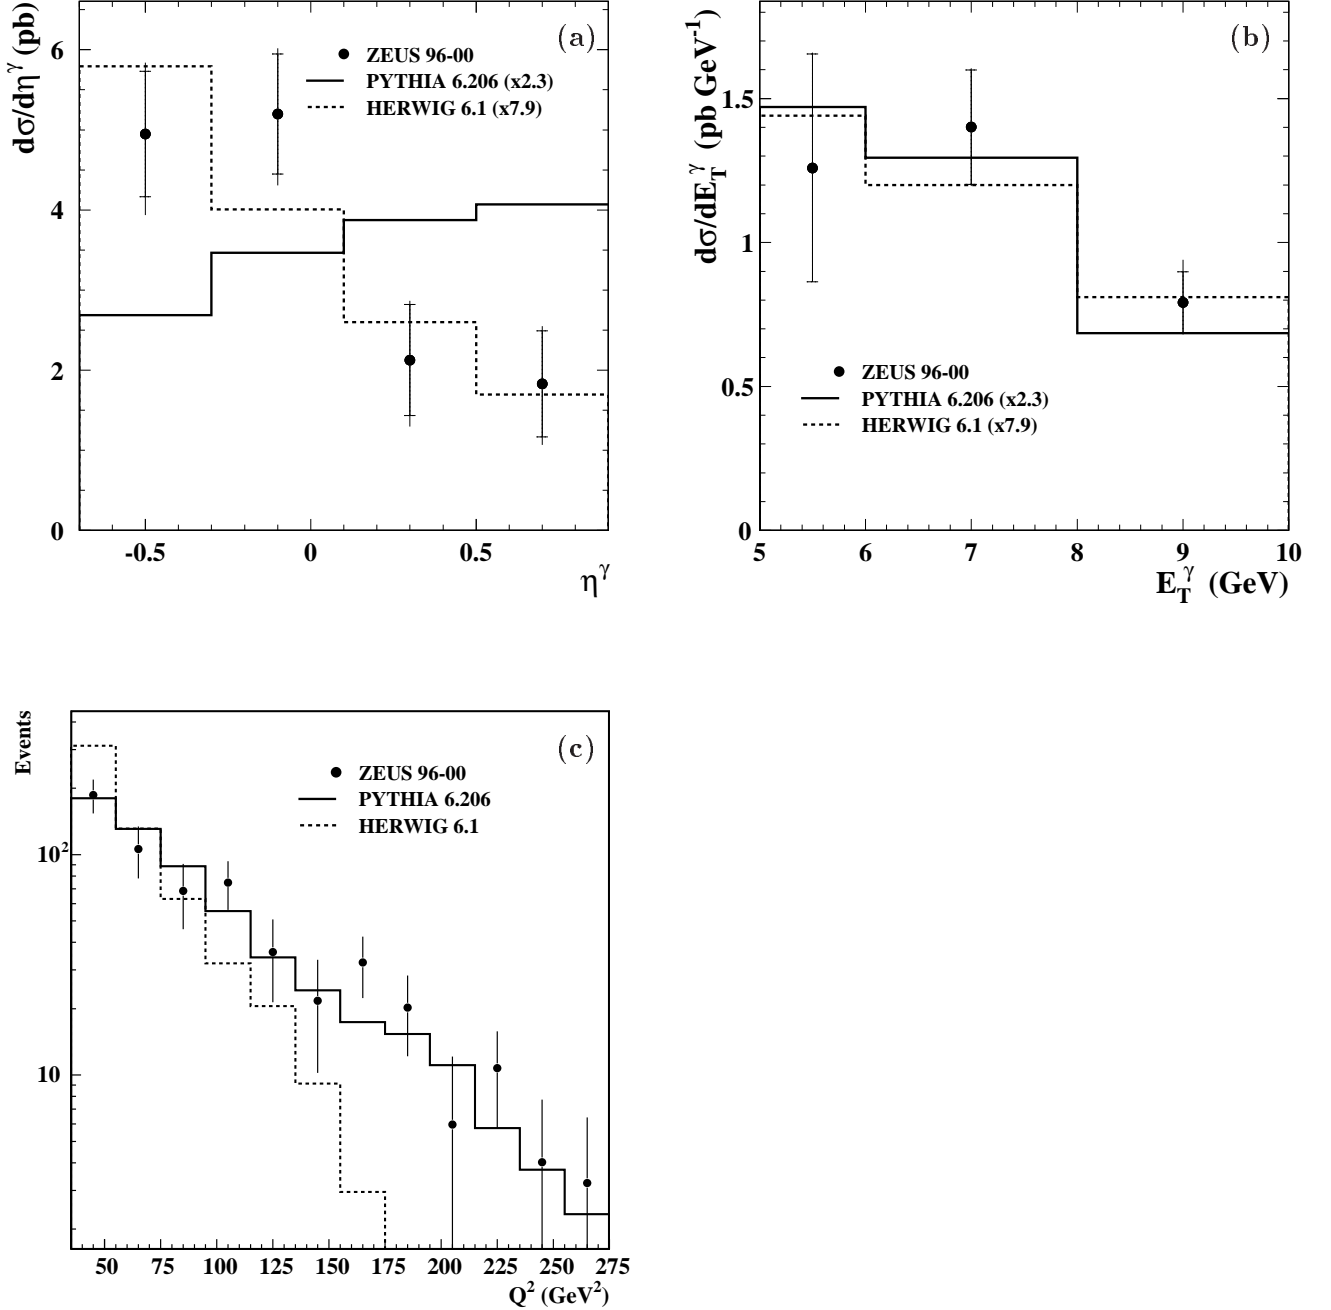 dσ/dη^γ (pb)
(a)
6
4
2
0
ZEUS 96-00
PYTHIA 6.206 (x2.3)
HERWIG 6.1 (x7.9)
-0.5 0 0.5
η^γ
dσ/dE_T^γ (pb GeV^-1)
(b)
1.5
1
0.5
0
ZEUS 96-00
PYTHIA 6.206 (x2.3)
HERWIG 6.1 (x7.9)
5 6 7 8 9 10
E_T^γ (GeV)
Events
(c)
10^2
10
ZEUS 96-00
PYTHIA 6.206
HERWIG 6.1
50 75 100 125 150 175 200 225 250 275
Q^2 (GeV^2)